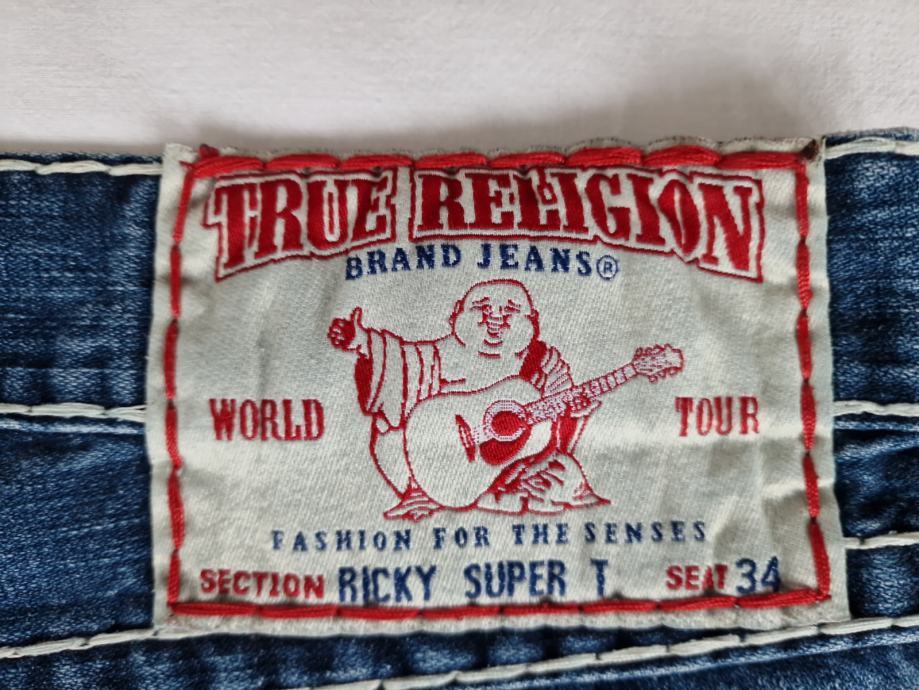 TRUE RELIGION
BRAND JEANS®
WORLD TOUR
FASHION FOR THE SENSES
SECTION RICKY SUPER T SEAT 34